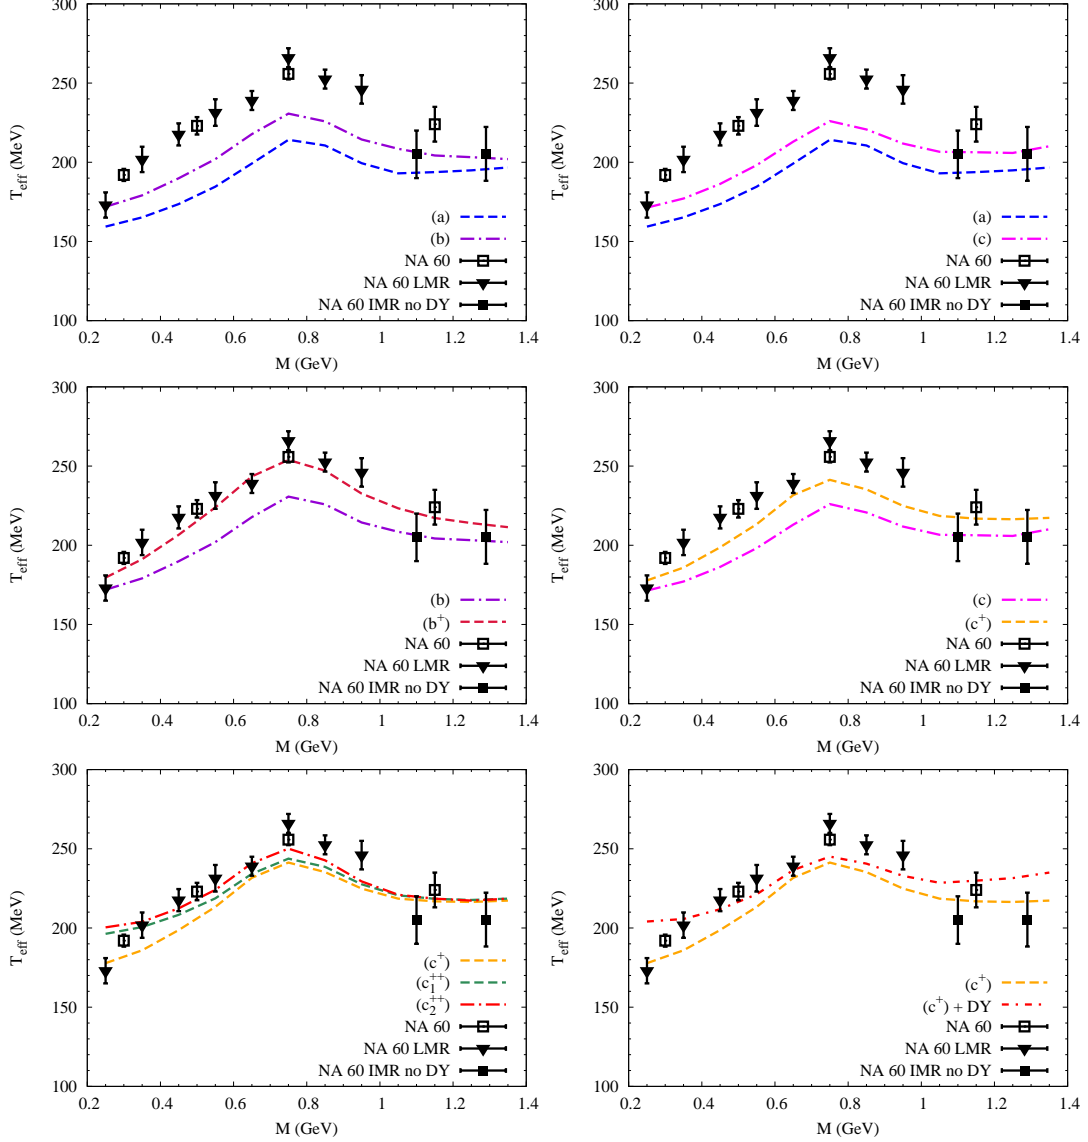 300
250
200
150
100
0.2 0.4 0.6 0.8 1 1.2 1.4
T_eff (MeV)
M (GeV)
(a)
(b)
NA 60
NA 60 LMR
NA 60 IMR no DY
300
250
200
150
100
0.2 0.4 0.6 0.8 1 1.2 1.4
T_eff (MeV)
M (GeV)
(a)
(c)
NA 60
NA 60 LMR
NA 60 IMR no DY
300
250
200
150
100
0.2 0.4 0.6 0.8 1 1.2 1.4
T_eff (MeV)
M (GeV)
(b)
(b^+)
NA 60
NA 60 LMR
NA 60 IMR no DY
300
250
200
150
100
0.2 0.4 0.6 0.8 1 1.2 1.4
T_eff (MeV)
M (GeV)
(c)
(c^+)
NA 60
NA 60 LMR
NA 60 IMR no DY
300
250
200
150
100
0.2 0.4 0.6 0.8 1 1.2 1.4
T_eff (MeV)
M (GeV)
(c^+)
(c_1^++)
(c_2^++)
NA 60
NA 60 LMR
NA 60 IMR no DY
300
250
200
150
100
0.2 0.4 0.6 0.8 1 1.2 1.4
T_eff (MeV)
M (GeV)
(c^+)
(c^+) + DY
NA 60
NA 60 LMR
NA 60 IMR no DY